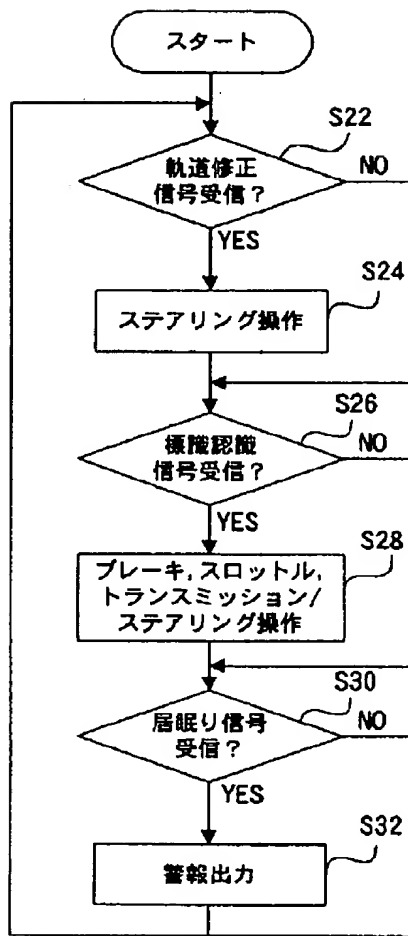 スタート
S22
軌道修正
信号受信？
NO
YES
S24
ステアリング操作
S26
標識認識
信号受信？
NO
YES
S28
ブレーキ,スロットル,
トランスミッション/
ステアリング操作
S30
居眠り信号
受信？
NO
YES
S32
警報出力